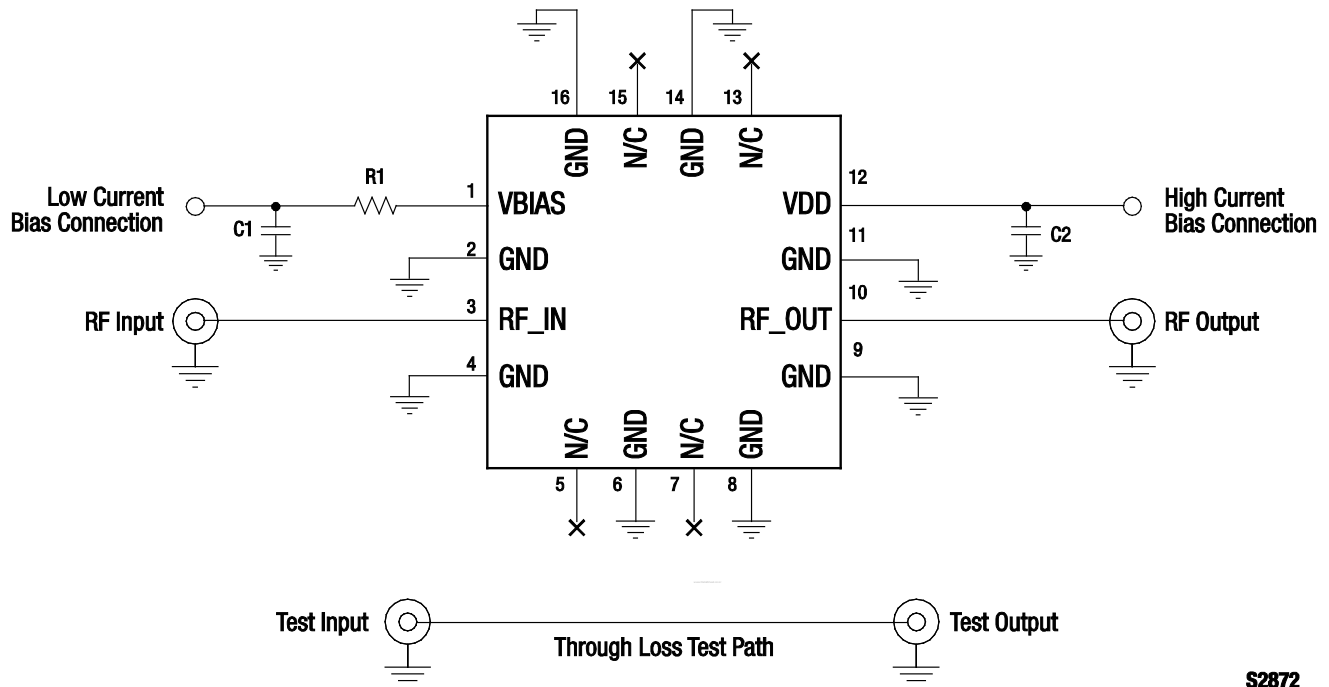 16 15 14 13
GND N/C GND N/C
Low Current
Bias Connection
C1
R1
1 VBIAS
2 GND
RF Input
3 RF_IN
4 GND
VDD 12
GND 11
RF_OUT 10
GND 9
C2
High Current
Bias Connection
RF Output
N/C GND N/C GND
5 6 7 8
Test Input
Through Loss Test Path
Test Output
S2872